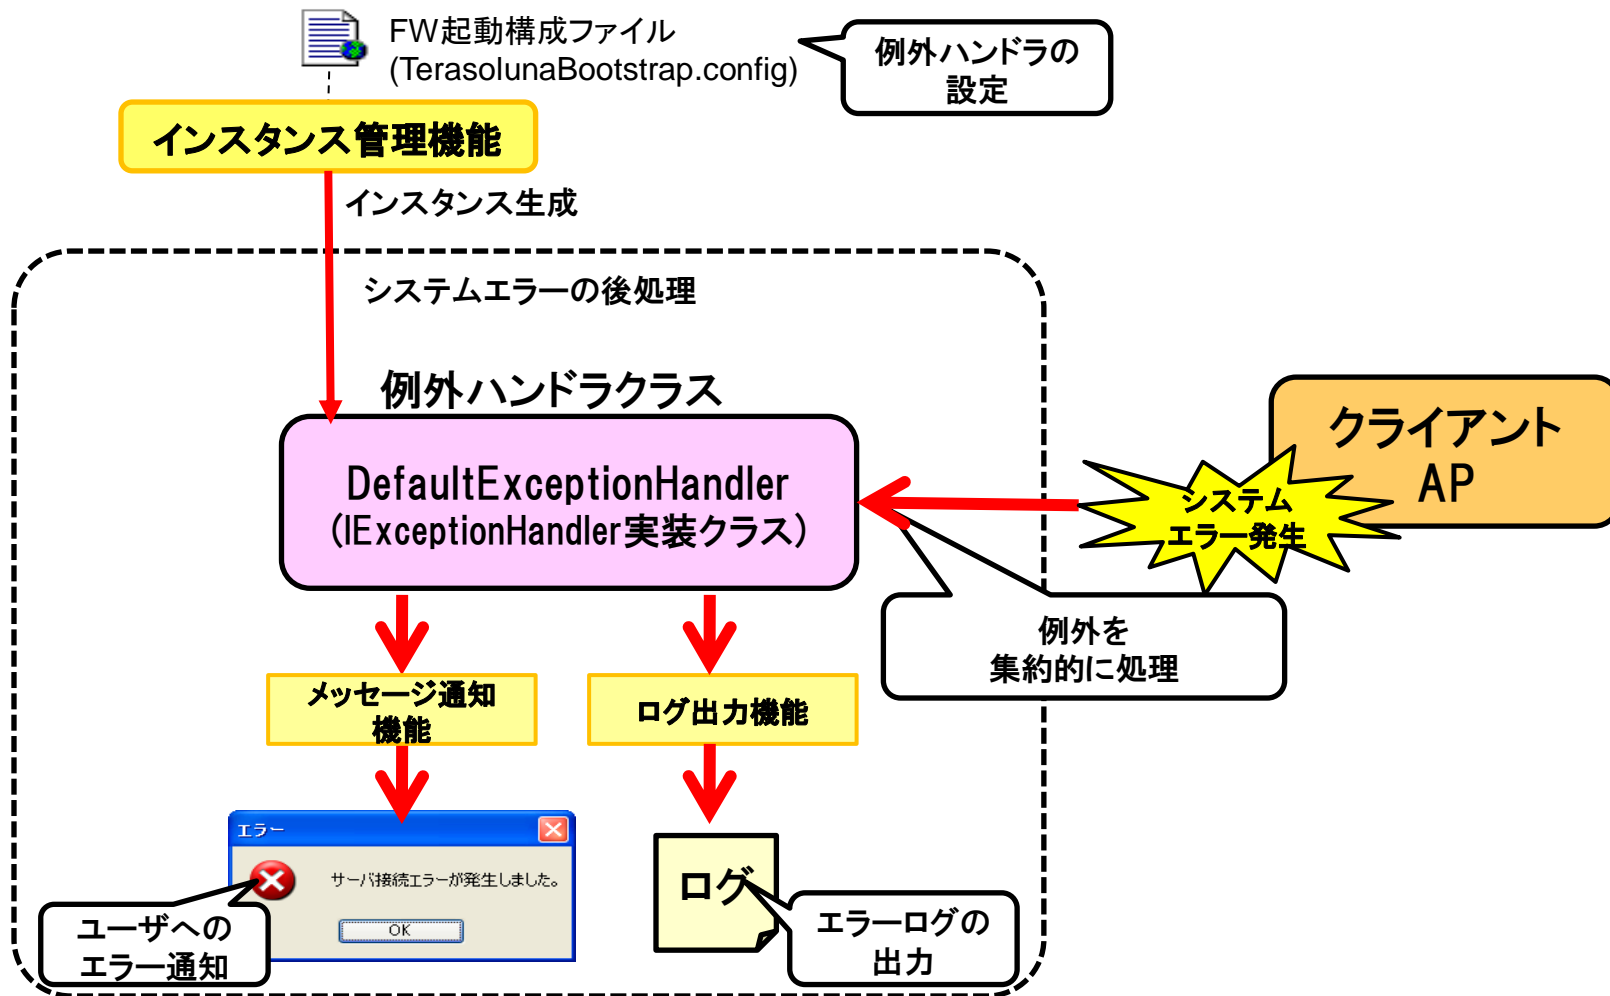 FW起動構成ファイル
(TerasolunaBootstrap.config)
例外ハンドラの
設定
インスタンス管理機能
インスタンス生成
システムエラーの後処理
例外ハンドラクラス
DefaultExceptionHandler
(IExceptionHandler実装クラス)
クライアント
AP
システム
エラー発生
例外を
集約的に処理
メッセージ通知
機能
ログ出力機能
エラー
サーバ接続エラーが発生しました。
OK
ユーザへの
エラー通知
ログ
エラーログの
出力